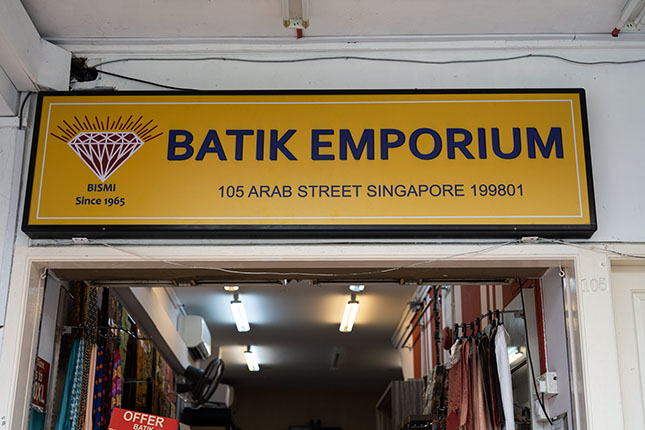 BATIK EMPORIUM
BISMI
Since 1965
105 ARAB STREET SINGAPORE 199801
105
OFFER
BATIK